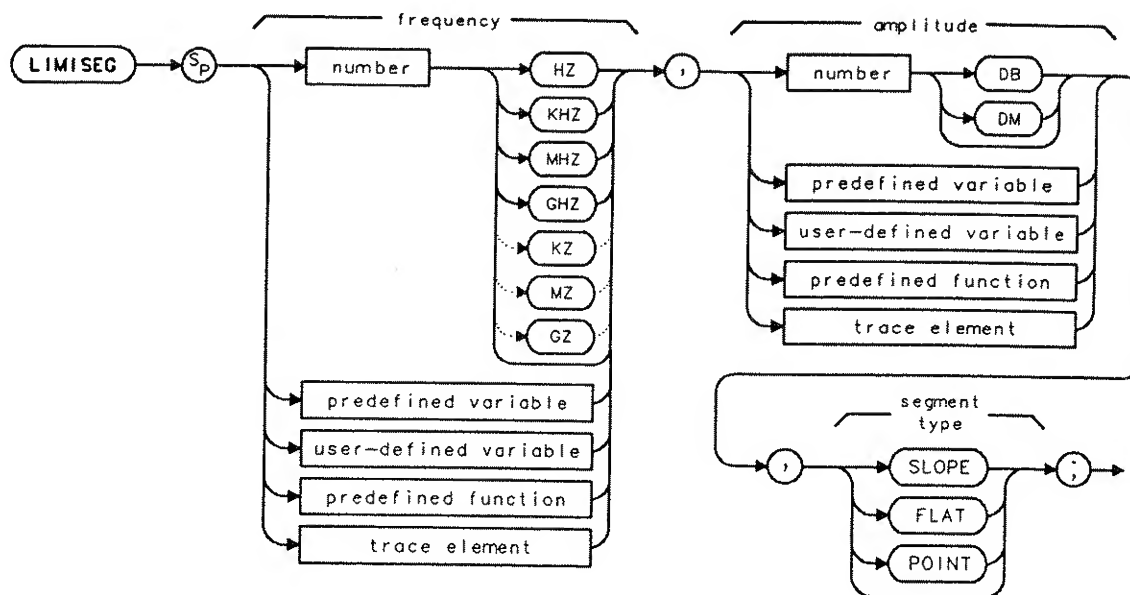 frequency
LIMISEG
SP
number
HZ
KHZ
MHZ
GHZ
KZ
MZ
GZ
predefined variable
user-defined variable
predefined function
trace element
,
amplitude
number
DB
DM
predefined variable
user-defined variable
predefined function
trace element
,
segment
type
SLOPE
FLAT
POINT
;